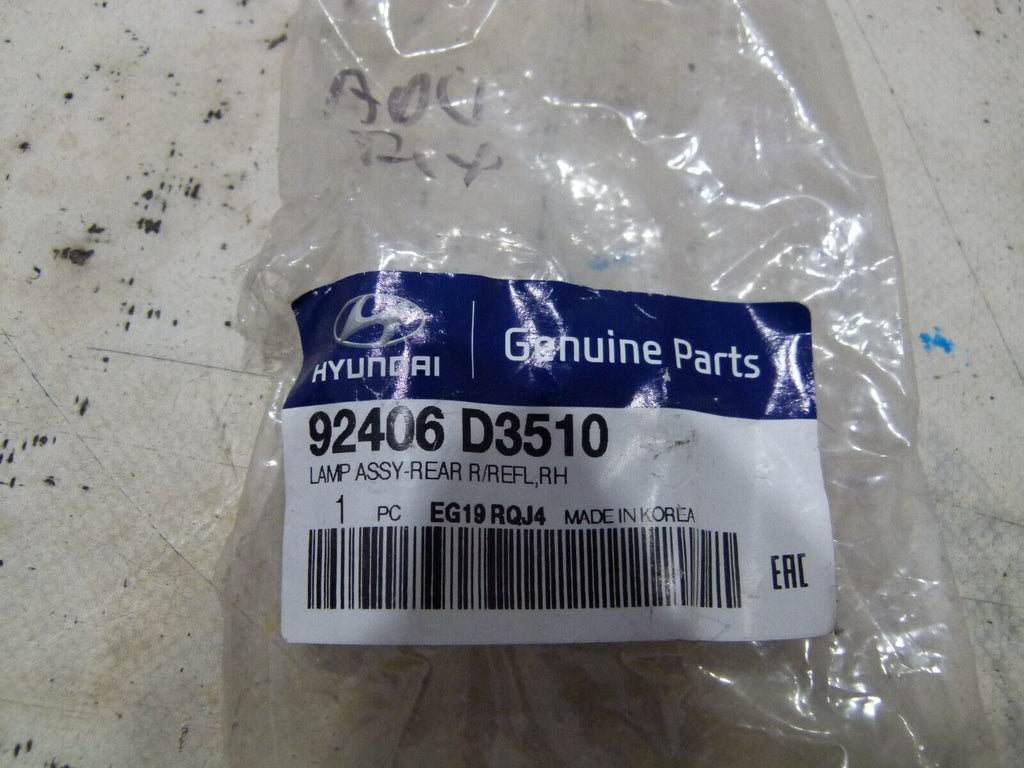 HYUNDAI
Genuine Parts
92406 D3510
LAMP ASSY-REAR R/REFL,RH
1 PC EG19 RQJ4 MADE IN KOREA
EAC